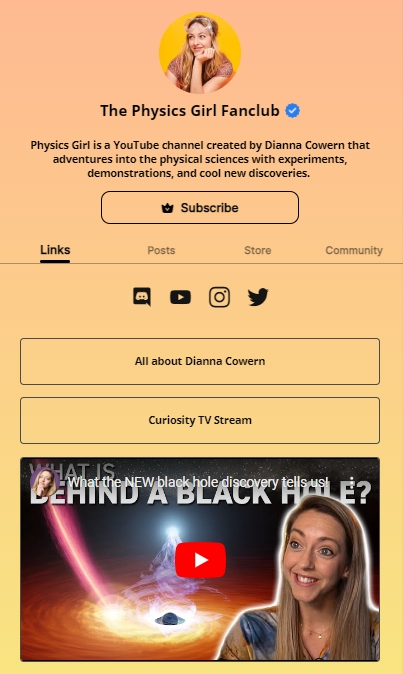 The Physics Girl Fanclub
Physics Girl is a YouTube channel created by Dianna Cowern that
adventures into the physical sciences with experiments,
demonstrations, and cool new discoveries.
Subscribe
Links
Posts
Store
Community
All about Dianna Cowern
Curiosity TV Stream
WHAT IS
What the NEW black hole discovery tells us!
BEHIND A BLACK HOLE?